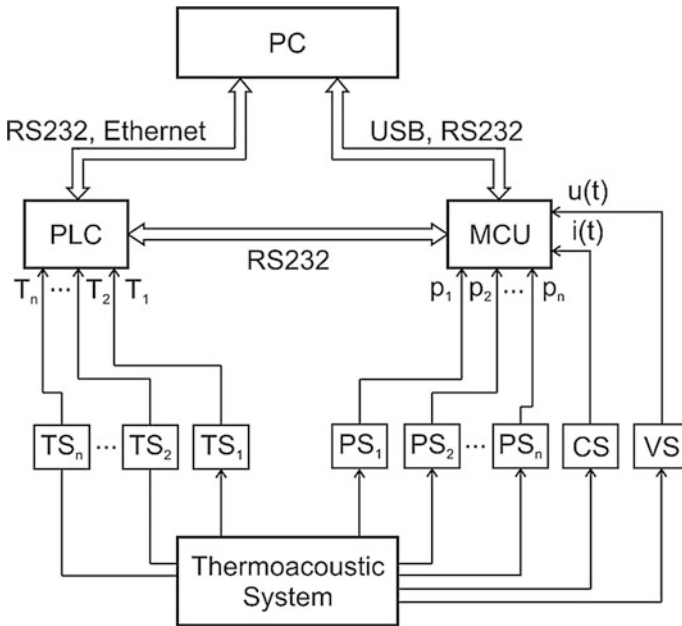 PC
RS232, Ethernet
USB, RS232
u(t)
PLC
MCU
i(t)
RS232
Tn ... T2 T1
p1 p2 ... pn
TSn ... TS2 TS1
PS1 PS2 ... PSn CS VS
Thermoacoustic
System